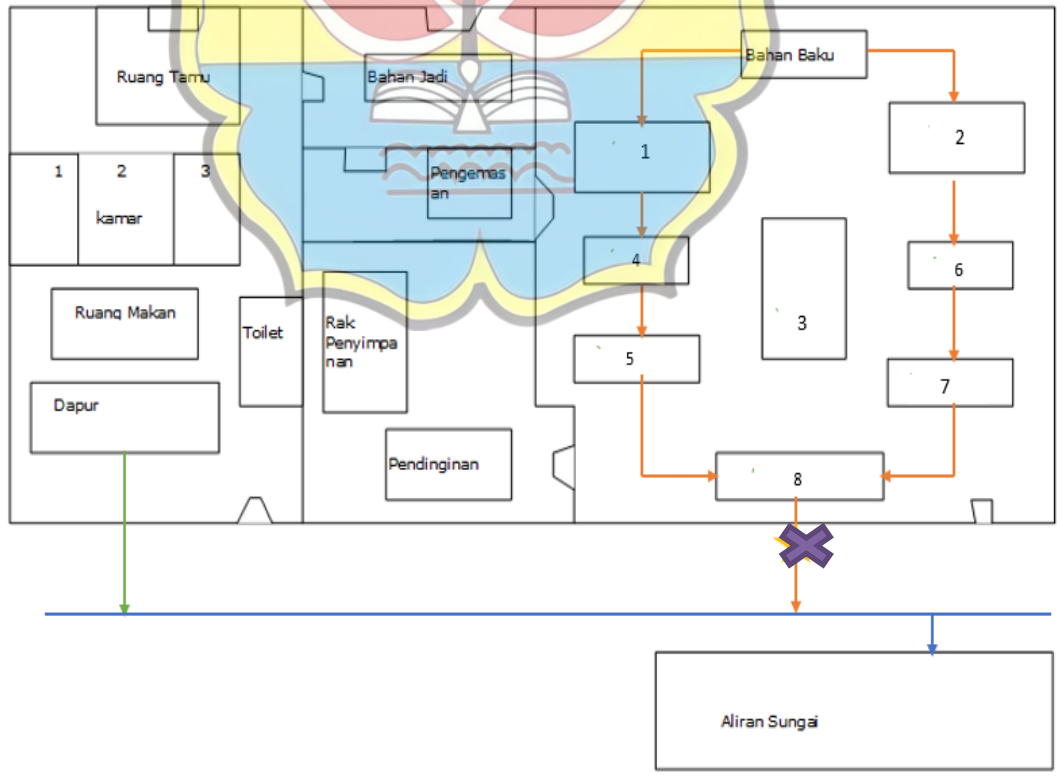 Ruang Tamu
Bahan Jadi
Bahan Baku
1
2
1
2
3
kamar
Pengemas
an
4
6
Ruang Makan
Toilet
Rak
Penyimpa
nan
3
5
7
Dapur
Pendinginan
8
Aliran Sungai